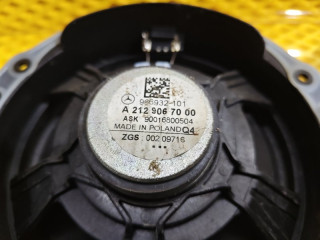 986932-101
A 212 906 70 00
ASK 90016500504
MADE IN POLAND Q4
ZGS 002 09716